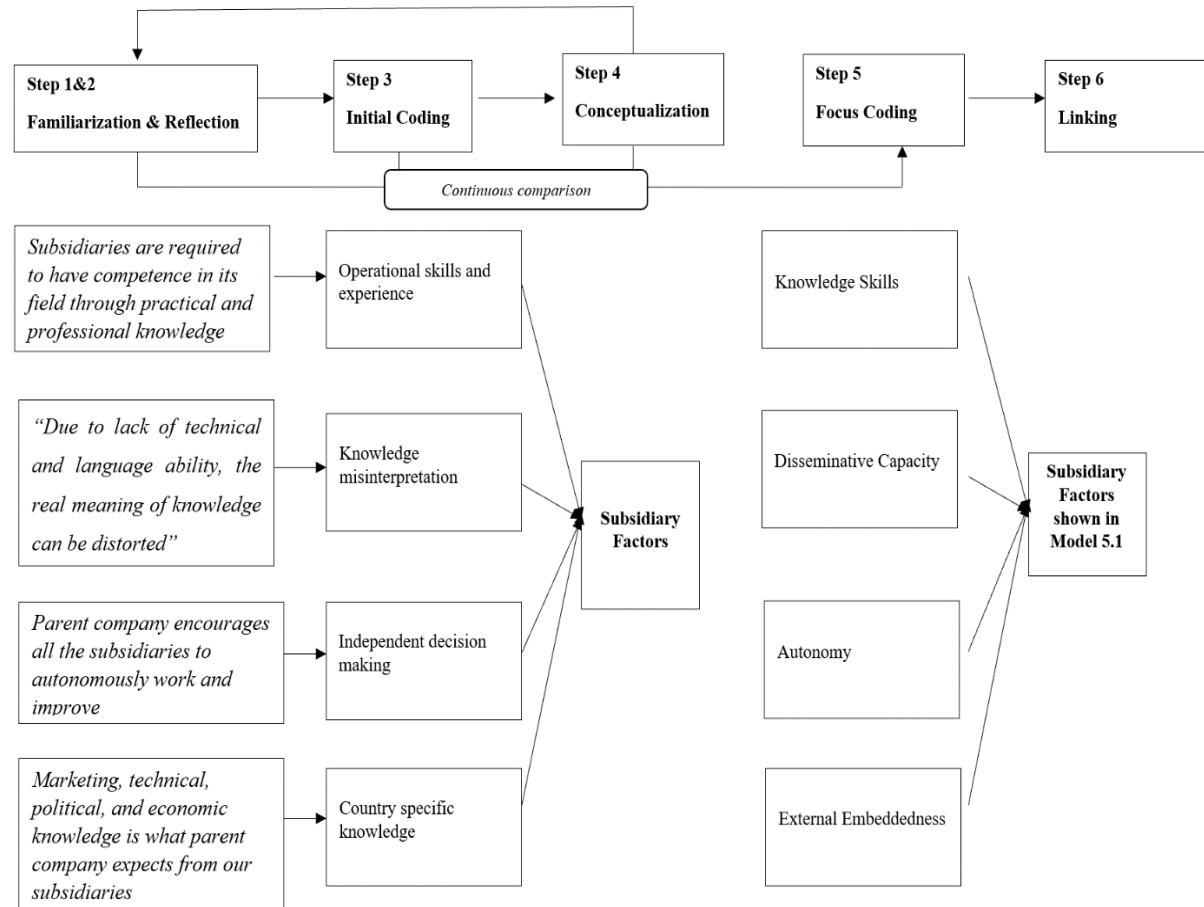 Step 1&2
Familiarization & Reflection
Step 3
Initial Coding
Step 4
Conceptualization
Step 5
Focus Coding
Step 6
Linking
Continuous comparison
Subsidiaries are required
to have competence in its
field through practical and
professional knowledge
Operational skills and
experience
Knowledge Skills
“Due to lack of technical
and language ability, the
real meaning of knowledge
can be distorted”
Knowledge
misinterpretation
Disseminative Capacity
Subsidiary
Factors
Subsidiary
Factors
shown in
Model 5.1
Parent company encourages
all the subsidiaries to
autonomously work and
improve
Independent decision
making
Autonomy
Marketing, technical,
political, and economic
knowledge is what parent
company expects from our
subsidiaries
Country specific
knowledge
External Embeddedness